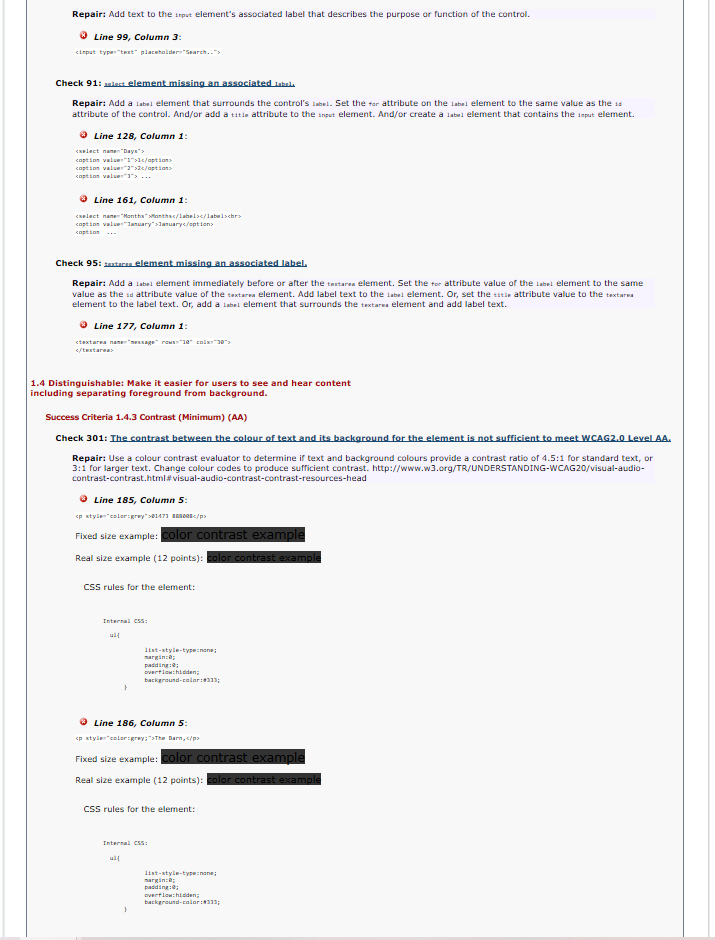 Repair: Add text to the input element's associated label that describes the purpose or function of the control.
Line 99, Column 3:
<input type="text" placeholder="Search..">
Check 91: select element missing an associated label.
Repair: Add a label element that surrounds the control's label. Set the for attribute on the label element to the same value as the id
attribute of the control. And/or add a title attribute to the input element. And/or create a label element that contains the input element.
Line 128, Column 1:
<select name="Days">
<option value="1">1</option>
<option value="2">2</option>
<option value="3"> ...
Line 161, Column 1:
<select name="Months">Months</label></label><br>
<option value="January">January</option>
<option ...
Check 95: textarea element missing an associated label.
Repair: Add a label element immediately before or after the textarea element. Set the for attribute value of the label element to the same
value as the id attribute value of the textarea element. Add label text to the label element. Or, set the title attribute value to the textarea
element to the label text. Or, add a label element that surrounds the textarea element and add label text.
Line 177, Column 1:
<textarea name="message" rows="10" cols="30">
</textarea>
1.4 Distinguishable: Make it easier for users to see and hear content
including separating foreground from background.
Success Criteria 1.4.3 Contrast (Minimum) (AA)
Check 301: The contrast between the colour of text and its background for the element is not sufficient to meet WCAG2.0 Level AA.
Repair: Use a colour contrast evaluator to determine if text and background colours provide a contrast ratio of 4.5:1 for standard text, or
3:1 for larger text. Change colour codes to produce sufficient contrast. http://www.w3.org/TR/UNDERSTANDING-WCAG20/visual-audio-
contrast-contrast.html#visual-audio-contrast-contrast-resources-head
Line 185, Column 5:
<p style="color:grey">01473 888008</p>
Fixed size example: color contrast example
Real size example (12 points): color contrast example
CSS rules for the element:
Internal CSS:
ul{
list-style-type:none;
margin:0;
padding:0;
overflow:hidden;
background-color:#333;
}
Line 186, Column 5:
<p style="color:grey;">The Barn,</p>
Fixed size example: color contrast example
Real size example (12 points): color contrast example
CSS rules for the element:
Internal CSS:
ul{
list-style-type:none;
margin:0;
padding:0;
overflow:hidden;
background-color:#333;
}